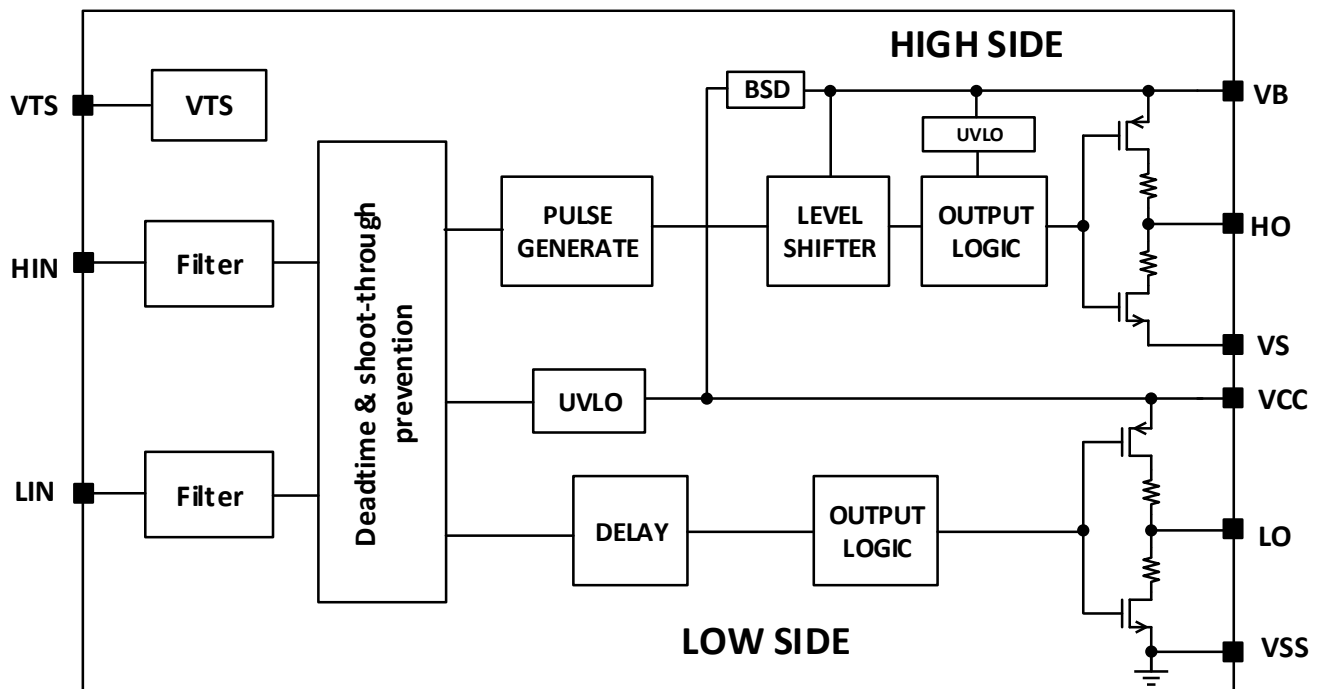 HIGH SIDE
VTS
VTS
BSD
VB
UVLO
HIN
Filter
Deadtime & shoot-through
prevention
PULSE
GENERATE
LEVEL
SHIFTER
OUTPUT
LOGIC
HO
VS
UVLO
VCC
LIN
Filter
DELAY
OUTPUT
LOGIC
LO
LOW SIDE
VSS